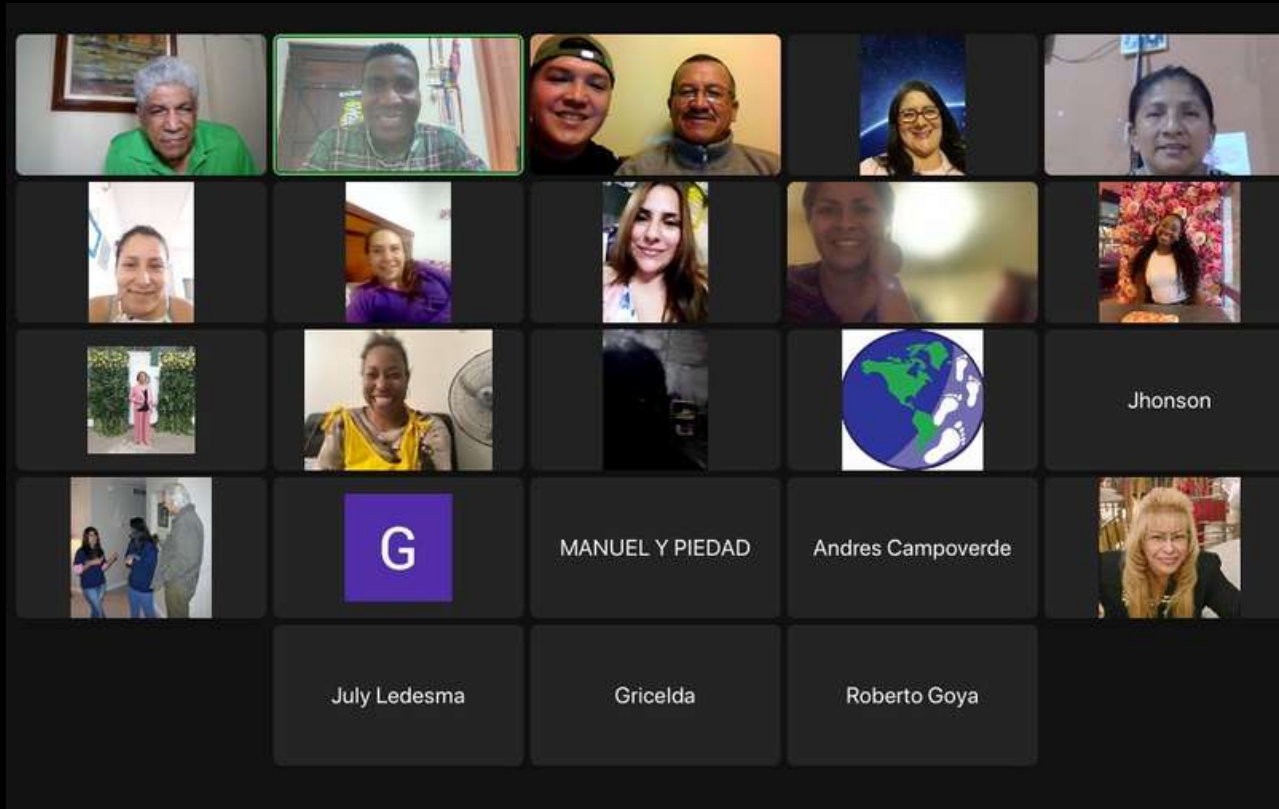 Jhonson
G
MANUEL Y PIEDAD
Andres Campoverde
July Ledesma
Gricelda
Roberto Goya